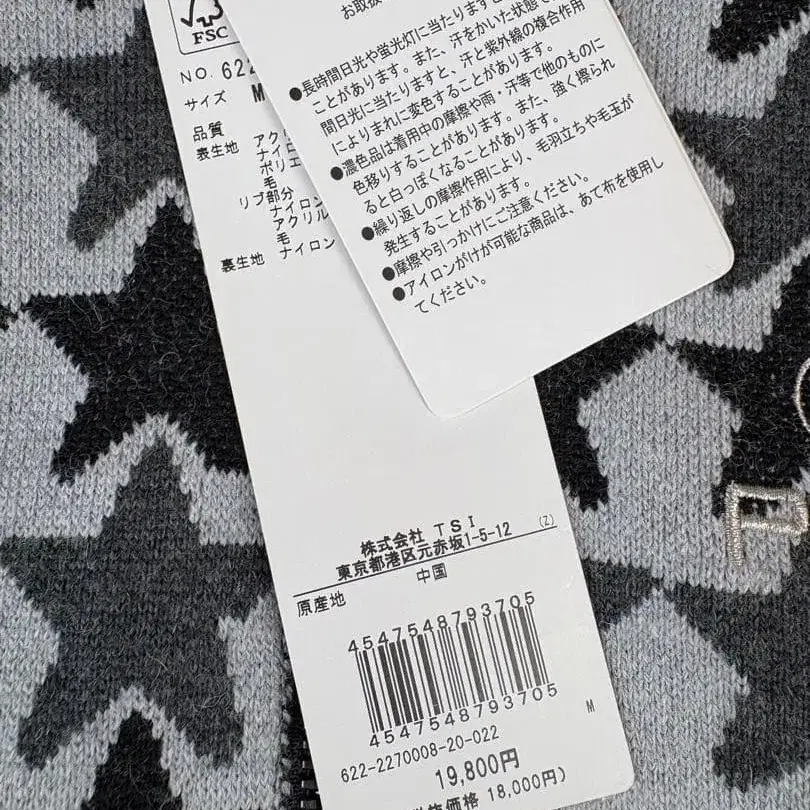 FSC
NO. 622
サイズ M
品質
表生地 アク
ナイロ
ポリエ
毛
リブ部分
ナイロン
アクリル
毛
裏生地 ナイロン
お取扱
●長時間日光や蛍光灯に当たりますと
ことがあります。また、汗をかいた状態で
間日光に当たりますと、汗と紫外線の複合作用
によりまれに変色することがあります。
●濃色品は着用中の摩擦や雨・汗等で他のものに
色移りすることがあります。また、強く擦られ
ると白っぽくなることがあります。
●繰り返しの摩擦作用により、毛羽立ちや毛玉が
発生することがあります。
●摩擦や引っかけにご注意ください。
●アイロンがけが可能な商品は、あて布を使用し
てください。
株式会社 TSI
東京都港区元赤坂1-5-12 (Z)
原産地 中国
4547548793705
4547548793705
M
622-2270008-20-022
19,800円
価格 18,000円)